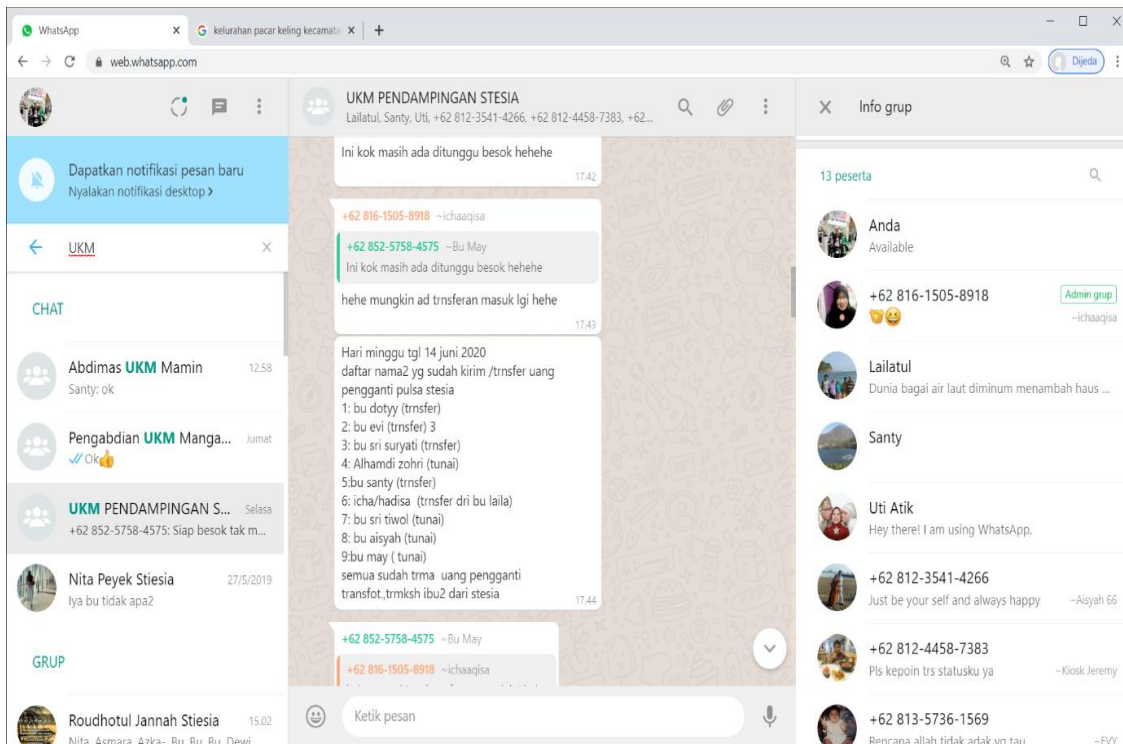 WhatsApp
kelurahan pacar keling kecamata
web.whatsapp.com
Dijeda
Dapatkan notifikasi pesan baru
Nyalakan notifikasi desktop >
UKM
CHAT
Abdimas UKM Mamin 12.58
Santy: ok
Pengabdian UKM Manga... Jumat
Ok👍
UKM PENDAMPINGAN S... Selasa
+62 852-5758-4575: Siap besok tak m...
Nita Peyek Stiesia 27/5/2019
Iya bu tidak apa2
GRUP
Roudhotul Jannah Stiesia 15.02
Nita, Asmara, Azka-, Bu, Bu, Bu, Dewi
UKM PENDAMPINGAN STESIA
Lailatul, Santy, Uti, +62 812-3541-4266, +62 812-4458-7383, +62...
Ini kok masih ada ditunggu besok hehehe
17.42
+62 816-1505-8918 ~ichaaqisa
+62 852-5758-4575 ~Bu May
Ini kok masih ada ditunggu besok hehehe
hehe mungkin ad trnsferan masuk lgi hehe
17.43
Hari minggu tgl 14 juni 2020
daftar nama2 yg sudah kirim /trnsfer uang
pengganti pulsa stesia
1: bu dotyy (trnsfer)
2: bu evi (trnsfer) 3
3: bu sri suryati (trnsfer)
4: Alhamdi zohri (tunai)
5:bu santy (trnsfer)
6: icha/hadisa (trnsfer dri bu laila)
7: bu sri tiwol (tunai)
8: bu aisyah (tunai)
9:bu may ( tunai)
semua sudah trma uang pengganti
transfot.,trmksh ibu2 dari stesia
17.44
+62 852-5758-4575 ~Bu May
+62 816-1505-8918 ~ichaaqisa
Ketik pesan
Info grup
13 peserta
Anda
Available
+62 816-1505-8918 Admin grup
👏😀 ~ichaaqisa
Lailatul
Dunia bagai air laut diminum menambah haus ...
Santy
Uti Atik
Hey there! I am using WhatsApp.
+62 812-3541-4266
Just be your self and always happy ~Aisyah 66
+62 812-4458-7383
Pls kepoin trs statusku ya ~Kiosk Jeremy
+62 813-5736-1569
Rencana allah tidak adak yg tau ~EVY